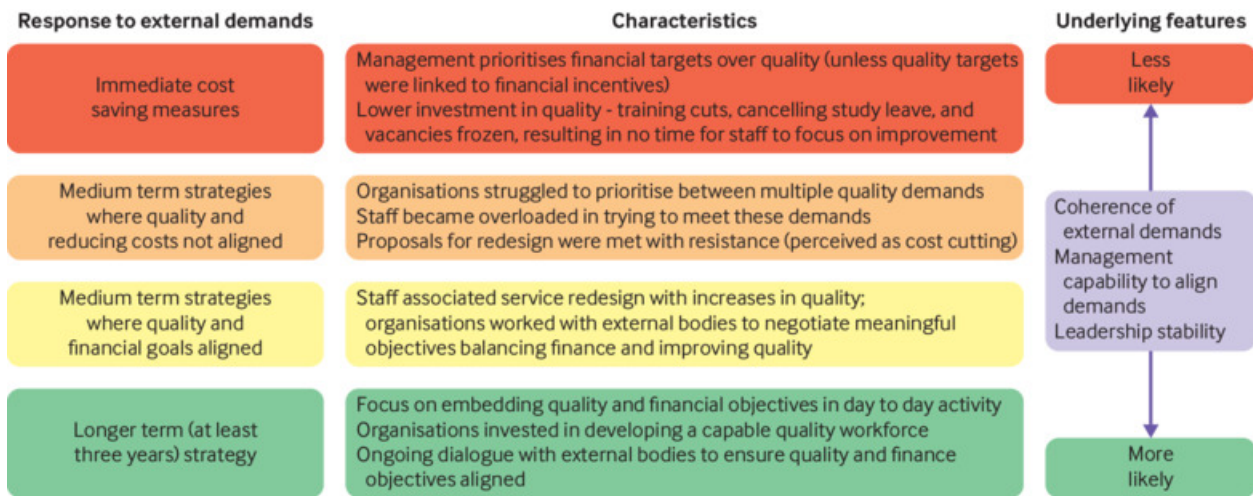 Response to external demands
Characteristics
Underlying features
Immediate cost
saving measures
Management prioritises financial targets over quality (unless quality targets
were linked to financial incentives)
Lower investment in quality - training cuts, cancelling study leave, and
vacancies frozen, resulting in no time for staff to focus on improvement
Less
likely
Medium term strategies
where quality and
reducing costs not aligned
Organisations struggled to prioritise between multiple quality demands
Staff became overloaded in trying to meet these demands
Proposals for redesign were met with resistance (perceived as cost cutting)
Coherence of
external demands
Management
capability to align
demands
Leadership stability
Medium term strategies
where quality and
financial goals aligned
Staff associated service redesign with increases in quality;
organisations worked with external bodies to negotiate meaningful
objectives balancing finance and improving quality
Longer term (at least
three years) strategy
Focus on embedding quality and financial objectives in day to day activity
Organisations invested in developing a capable quality workforce
Ongoing dialogue with external bodies to ensure quality and finance
objectives aligned
More
likely